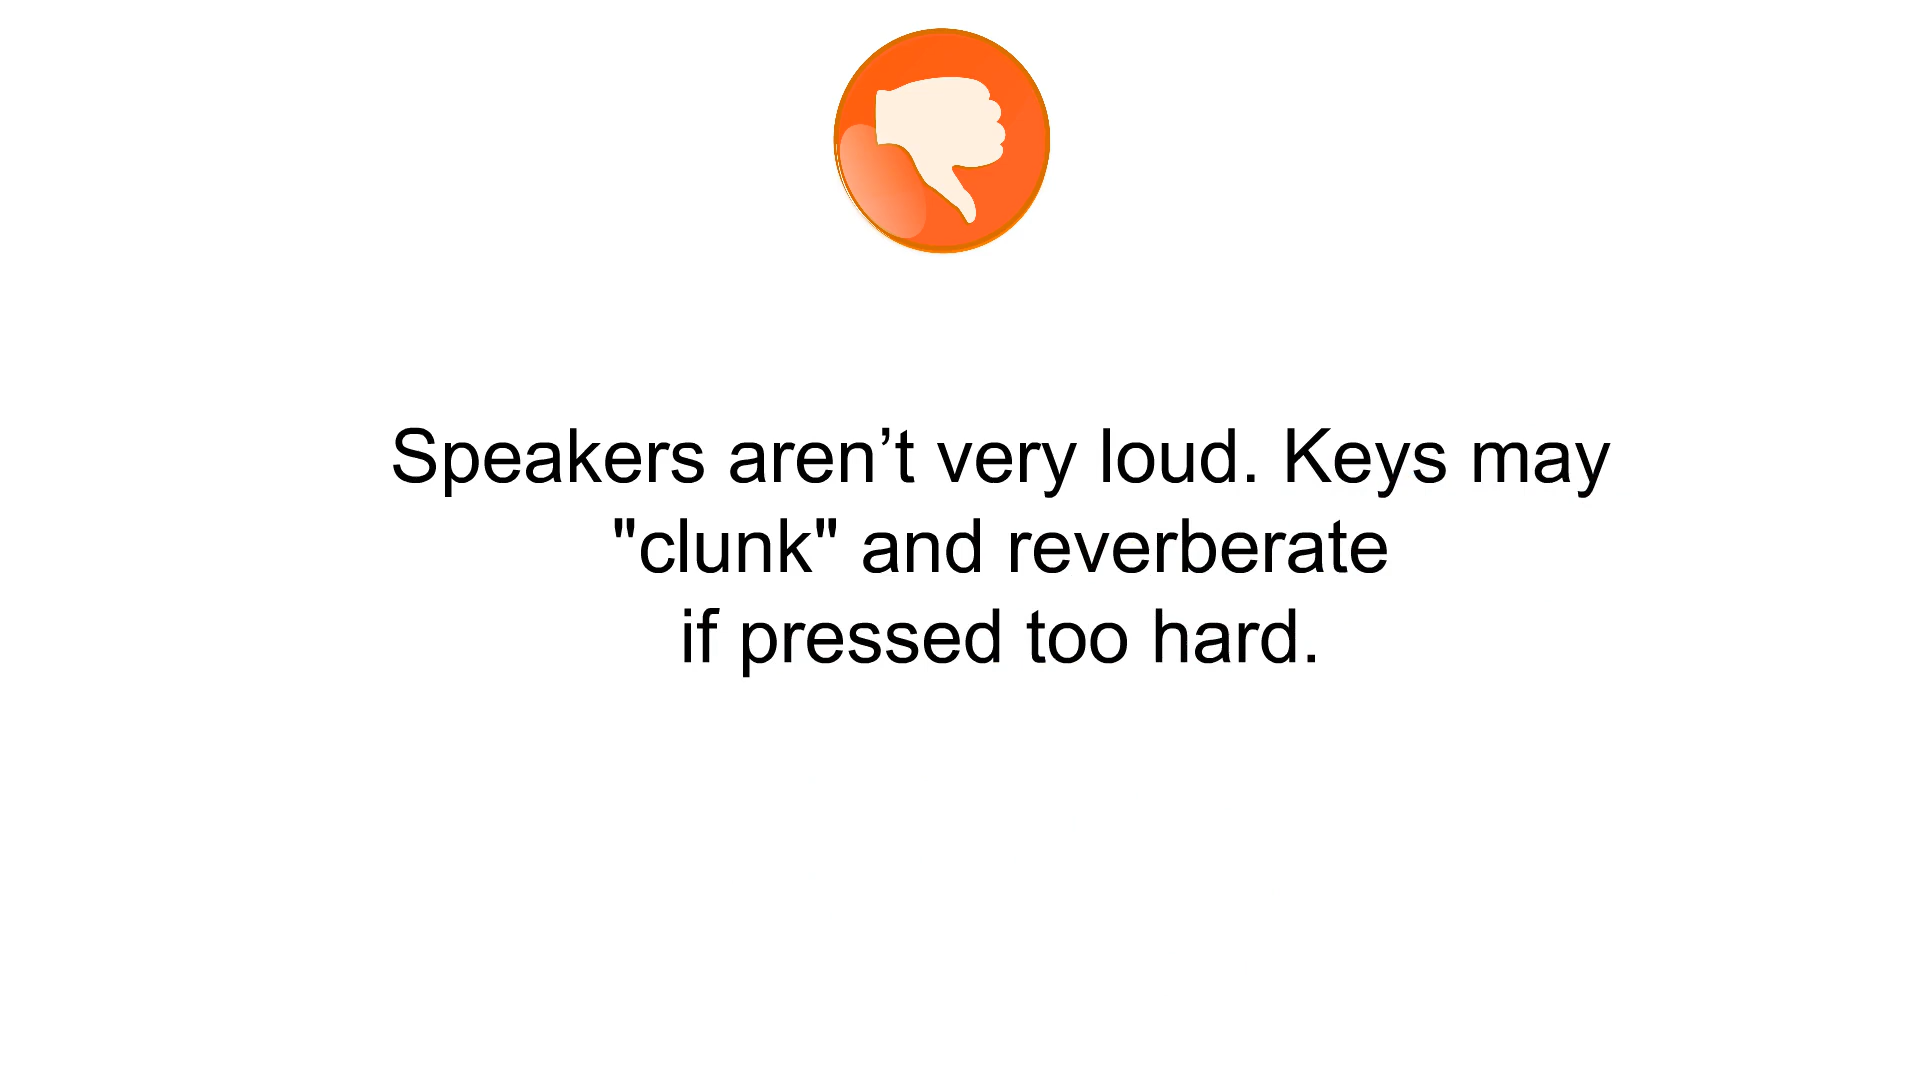 Speakers aren’t very loud. Keys may
"clunk" and reverberate
if pressed too hard.